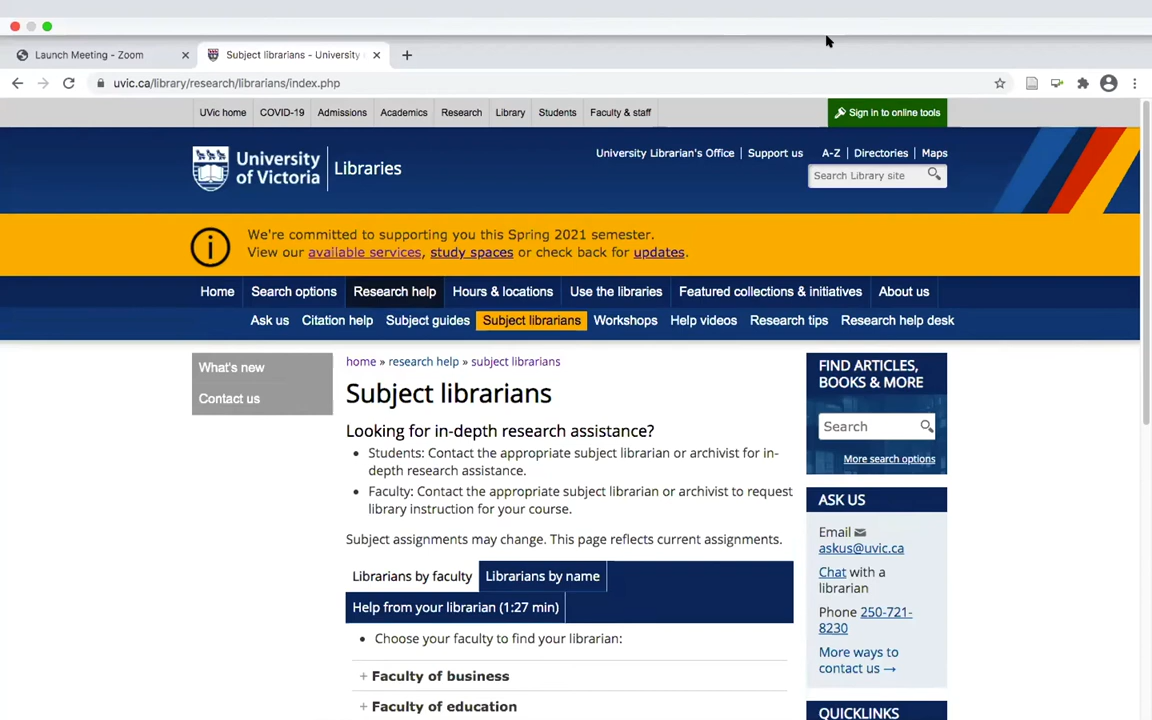 Launch Meeting - Zoom
Subject librarians - University
uvic.ca/library/research/librarians/index.php
UVic home
COVID-19
Admissions
Academics
Research
Library
Students
Faculty & staff
Sign in to online tools
University of Victoria
Libraries
University Librarian's Office
Support us
A-Z
Directories
Maps
Search Library site
We're committed to supporting you this Spring 2021 semester.
View our available services, study spaces or check back for updates.
Home
Search options
Research help
Hours & locations
Use the libraries
Featured collections & initiatives
About us
Ask us
Citation help
Subject guides
Subject librarians
Workshops
Help videos
Research tips
Research help desk
What's new
Contact us
home » research help » subject librarians
Subject librarians
Looking for in-depth research assistance?
Students: Contact the appropriate subject librarian or archivist for in-
depth research assistance.
Faculty: Contact the appropriate subject librarian or archivist to request
library instruction for your course.
Subject assignments may change. This page reflects current assignments.
Librarians by faculty
Librarians by name
Help from your librarian (1:27 min)
Choose your faculty to find your librarian:
+ Faculty of business
+ Faculty of education
FIND ARTICLES,
BOOKS & MORE
Search
More search options
ASK US
Email
askus@uvic.ca
Chat with a
librarian
Phone 250-721-
8230
More ways to
contact us →
QUICKLINKS